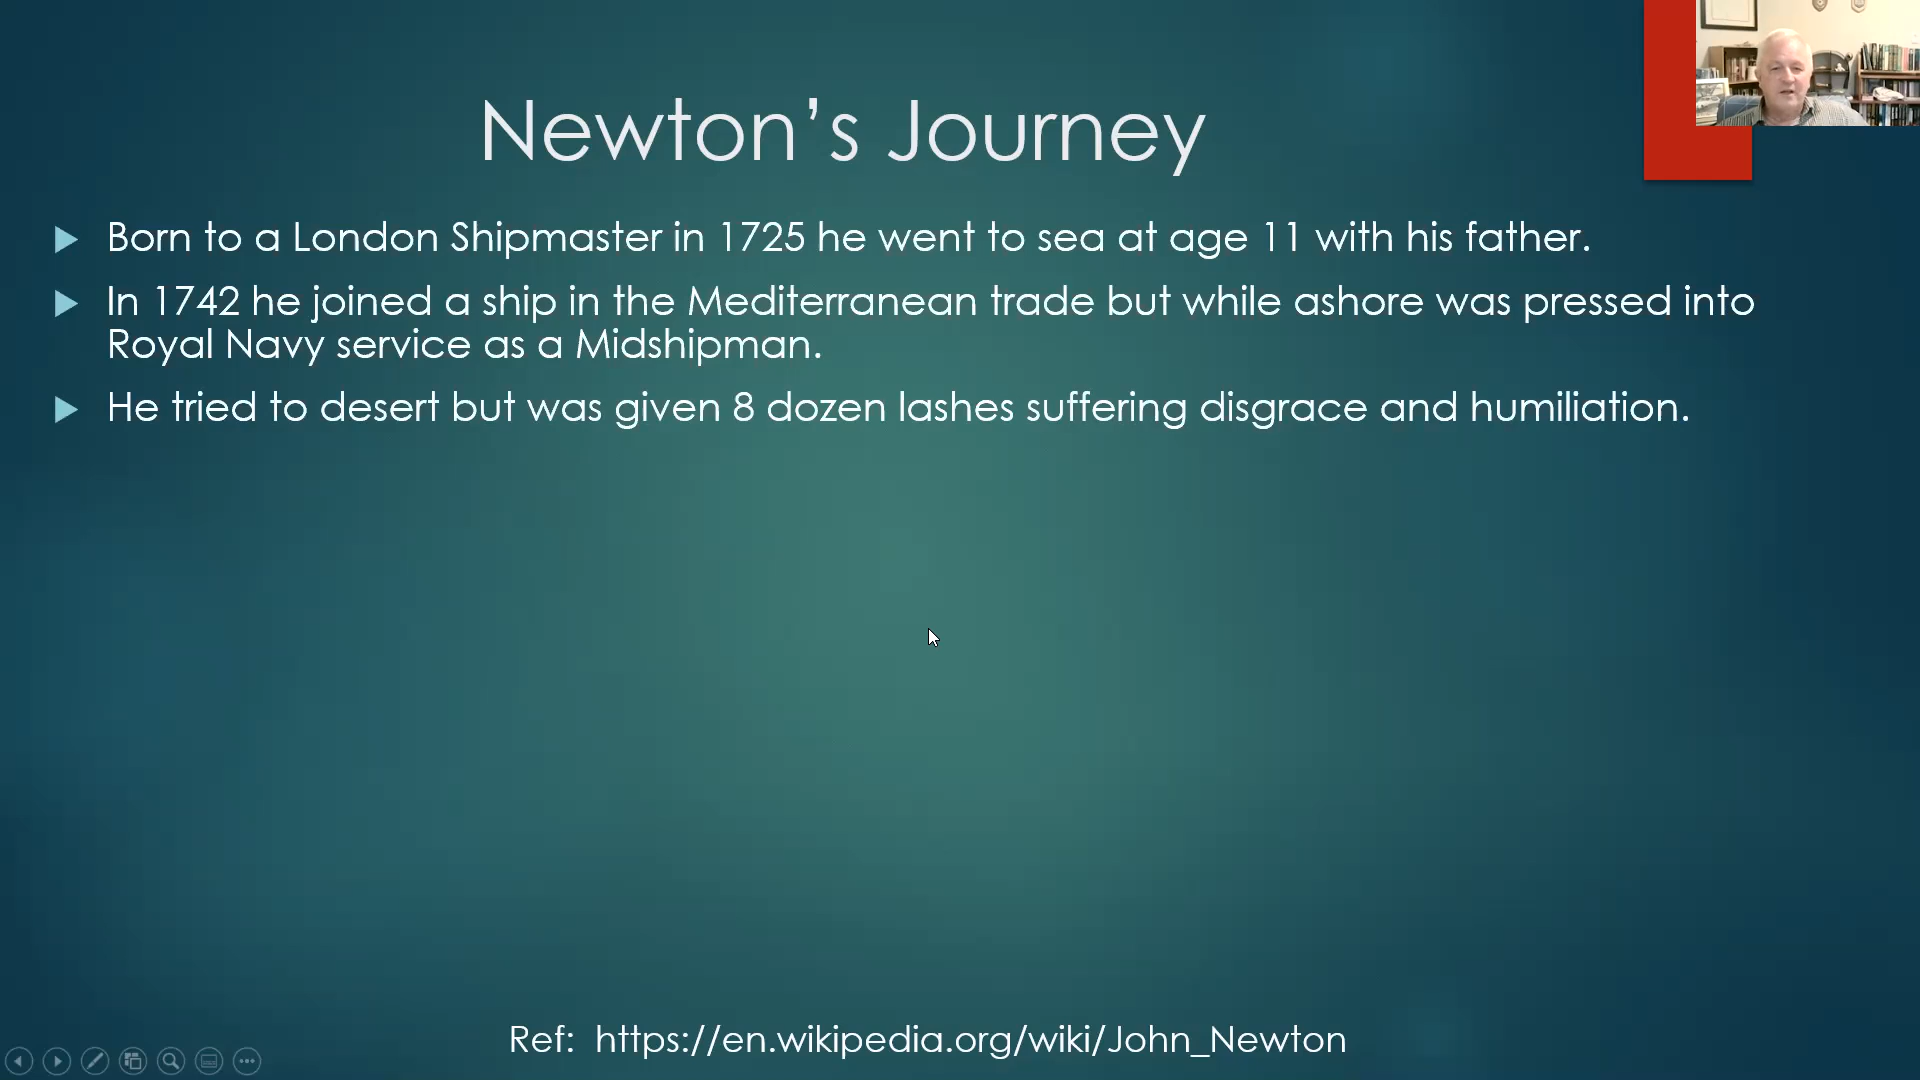 Newton’s Journey
Born to a London Shipmaster in 1725 he went to sea at age 11 with his father.
In 1742 he joined a ship in the Mediterranean trade but while ashore was pressed into
Royal Navy service as a Midshipman.
He tried to desert but was given 8 dozen lashes suffering disgrace and humiliation.
Ref:  https://en.wikipedia.org/wiki/John_Newton